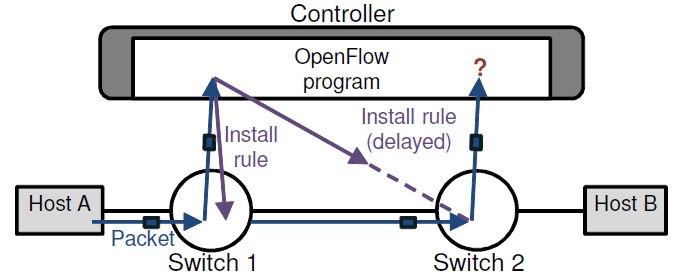 Controller
OpenFlow
program
?
Install
rule
Install rule
(delayed)
Host A
Packet
Host B
Switch 1
Switch 2